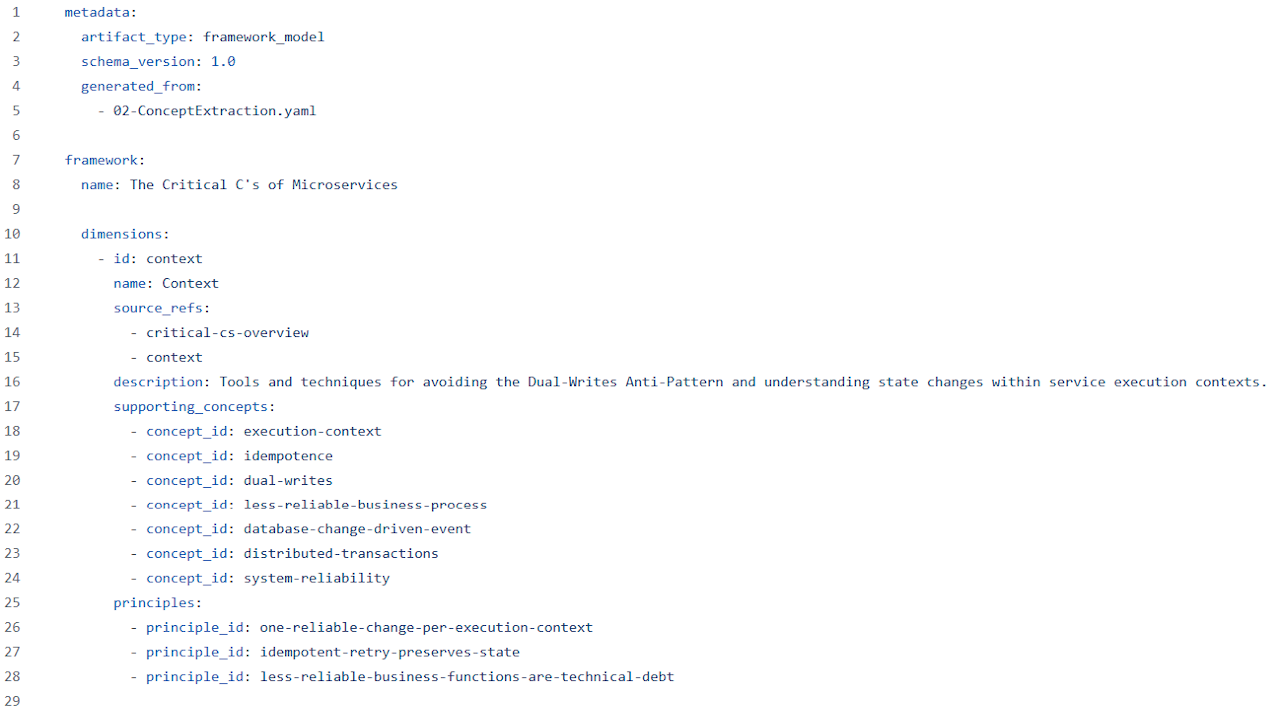 1 metadata:
2   artifact_type: framework_model
3   schema_version: 1.0
4   generated_from:
5     - 02-ConceptExtraction.yaml
6
7 framework:
8   name: The Critical C's of Microservices
9
10   dimensions:
11     - id: context
12       name: Context
13       source_refs:
14         - critical-cs-overview
15         - context
16       description: Tools and techniques for avoiding the Dual-Writes Anti-Pattern and understanding state changes within service execution contexts.
17       supporting_concepts:
18         - concept_id: execution-context
19         - concept_id: idempotence
20         - concept_id: dual-writes
21         - concept_id: less-reliable-business-process
22         - concept_id: database-change-driven-event
23         - concept_id: distributed-transactions
24         - concept_id: system-reliability
25       principles:
26         - principle_id: one-reliable-change-per-execution-context
27         - principle_id: idempotent-retry-preserves-state
28         - principle_id: less-reliable-business-functions-are-technical-debt
29